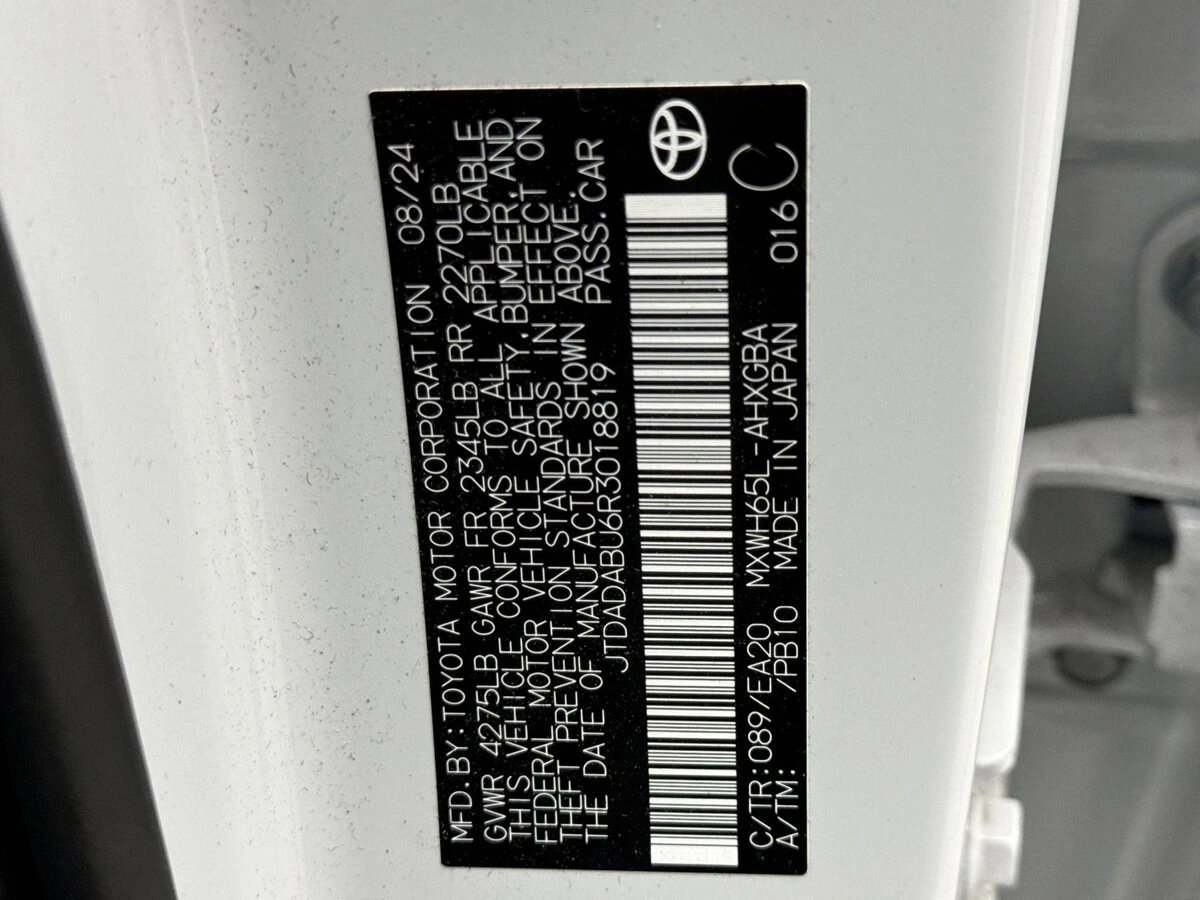 MFD.BY:TOYOTA MOTOR CORPORATION 08/24
GVWR 4275LB GAWR FR 2345LB RR 2270LB
THIS VEHICLE CONFORMS TO ALL APPLICABLE
FEDERAL MOTOR VEHICLE SAFETY,BUMPER,AND
THEFT PREVENTION STANDARDS IN EFFECT ON
THE DATE OF MANUFACTURE SHOWN ABOVE.
JTDADABU6R3018819 PASS.CAR
C/TR:089/EA20 MXWH65L-AHXGBA 016 C
A/TM: /PB10 MADE IN JAPAN